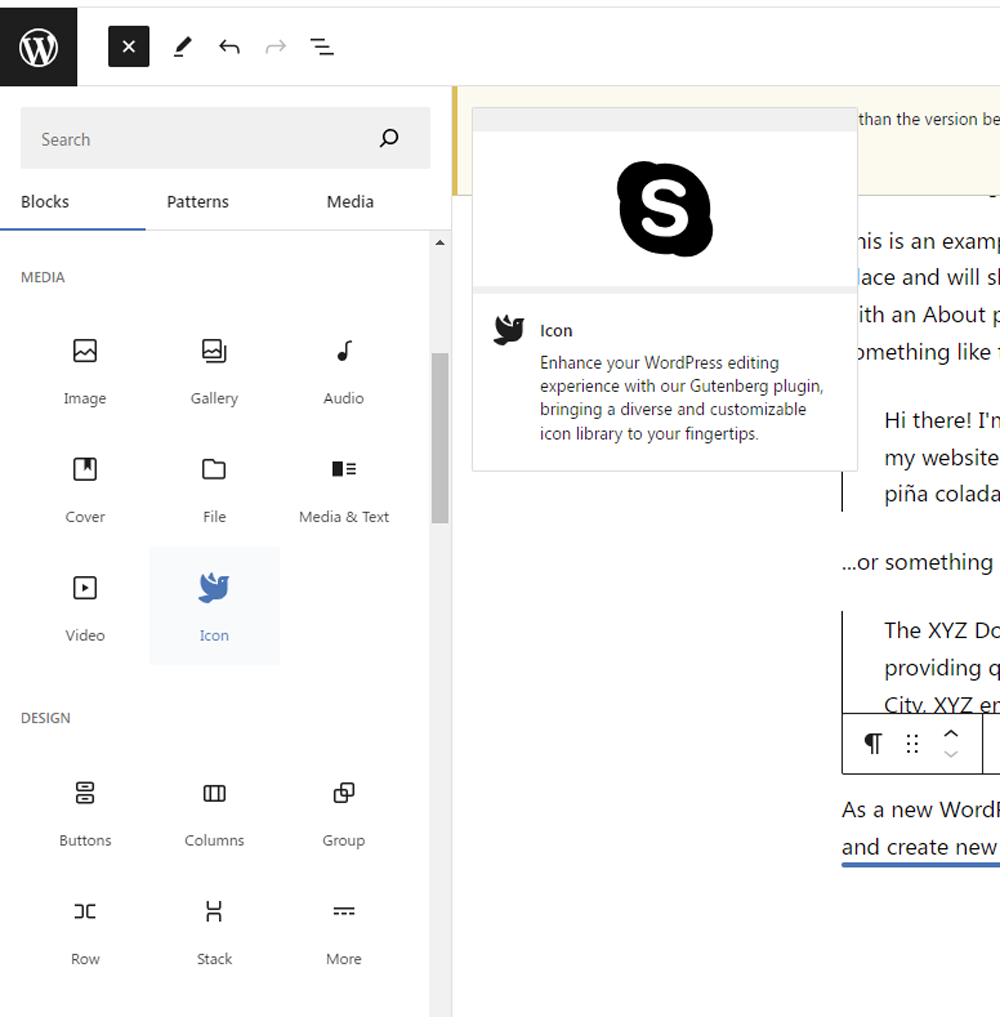 Search
Blocks
Patterns
Media
MEDIA
Image
Gallery
Audio
Cover
File
Media & Text
Video
Icon
DESIGN
Buttons
Columns
Group
Row
Stack
More
Icon
Enhance your WordPress editing
experience with our Gutenberg plugin,
bringing a diverse and customizable
icon library to your fingertips.
than the version be
his is an examp
lace and will sl
ith an About p
omething like t
Hi there! I'm
my website
piña colada
...or something
The XYZ Do
providing q
City, XYZ em
As a new WordP
and create new